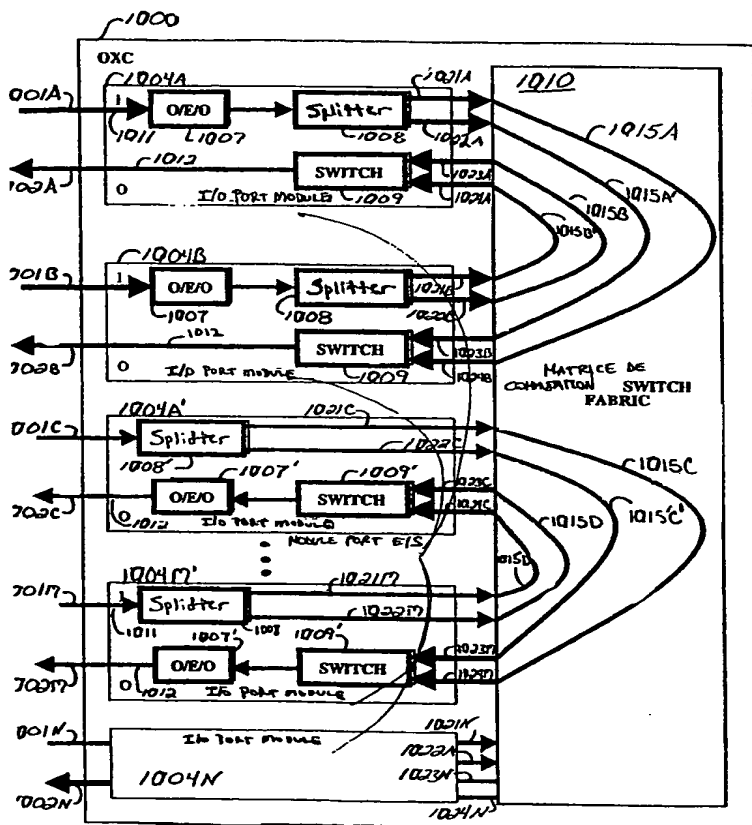 1000
OXC
1004A
1021A
1010
1001A
1
O/E/O
Splitter
1011
1007
1008
1022A
1015A
1012
SWITCH
1023A
1002A
1009
1024A
1015A'
O
I/O PORT MODULE
1015B
1015B'
1004B
1001B
1
O/E/O
Splitter
1021B
1007
1008
1022B
1012
SWITCH
1023B
1002B
1009
1024B
O
I/O PORT MODULE
MATRICE DE
COMMUTATION SWITCH
FABRIC
1004A'
1021C
1001C
Splitter
1022C
1008'
1007'
1009'
1023C
1015C
O/E/O
SWITCH
1002C
1012
1024C
O
I/O PORT MODULE
MODULE PORT E/S
1015D
1015C'
1015D'
1004M'
1021M
1001M
1
Splitter
1022M
1011
1008
1007'
1009'
1023M
O/E/O
SWITCH
1002M
1012
1024M
O
I/O PORT MODULE
1001N
I/O PORT MODULE
1021N
1022N
1004N
1023N
1002N
1024N